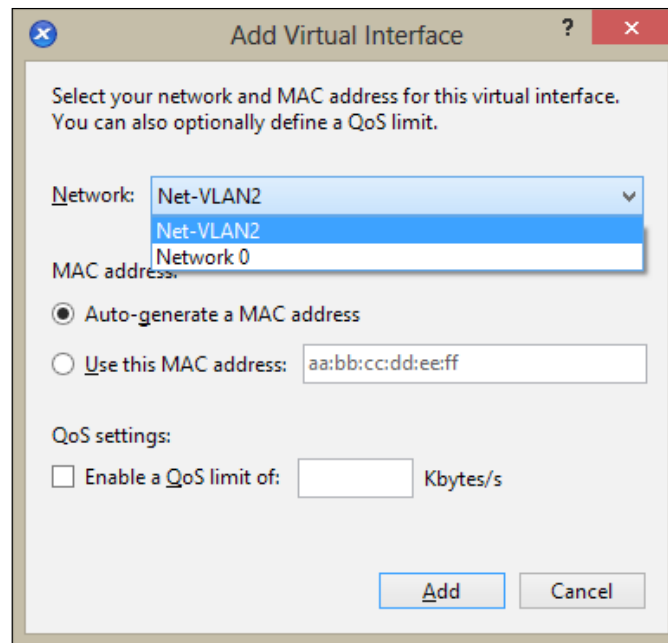 Add Virtual Interface
?
Select your network and MAC address for this virtual interface.
You can also optionally define a QoS limit.
Network: Net-VLAN2
Net-VLAN2
Network 0
MAC address:
Auto-generate a MAC address
Use this MAC address: aa:bb:cc:dd:ee:ff
QoS settings:
Enable a QoS limit of: Kbytes/s
Add Cancel